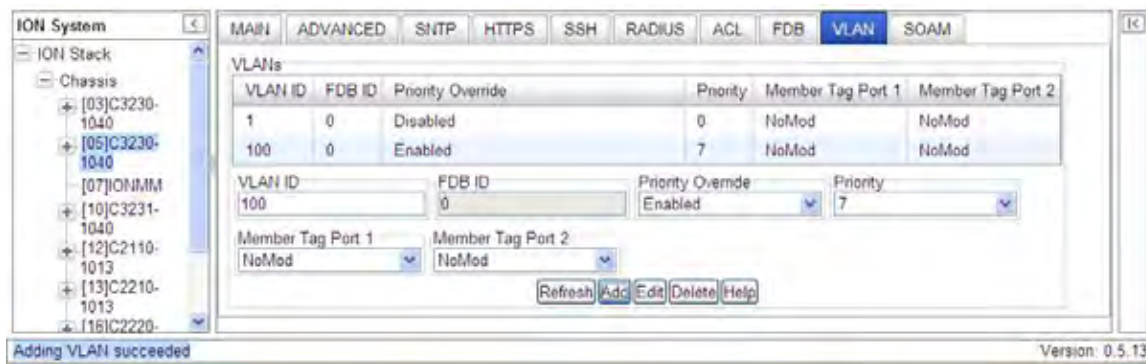 ION System
ION Stack
Chassis
[03]C3230-
1040
[05]C3230-
1040
[07]IONMM
[10]C3231-
1040
[12]C2110-
1013
[13]C2210-
1013
[16]C2220-
MAIN ADVANCED SNTP HTTPS SSH RADIUS ACL FDB VLAN SOAM
VLANs
VLAN ID FDB ID Priority Override Priority Member Tag Port 1 Member Tag Port 2
1 0 Disabled 0 NoMod NoMod
100 0 Enabled 7 NoMod NoMod
VLAN ID FDB ID Priority Override Priority
100 0 Enabled 7
Member Tag Port 1 Member Tag Port 2
NoMod NoMod
Refresh Add Edit Delete Help
Adding VLAN succeeded
Version: 0.5.13